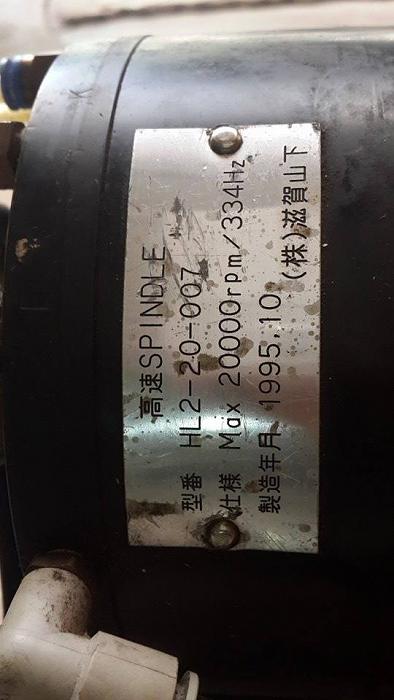 高速SPINDLE
型番 HL2-20-007
仕様 Max 20000rpm/334Hz
製造年月 1995.10.
(株)滋賀山下
K